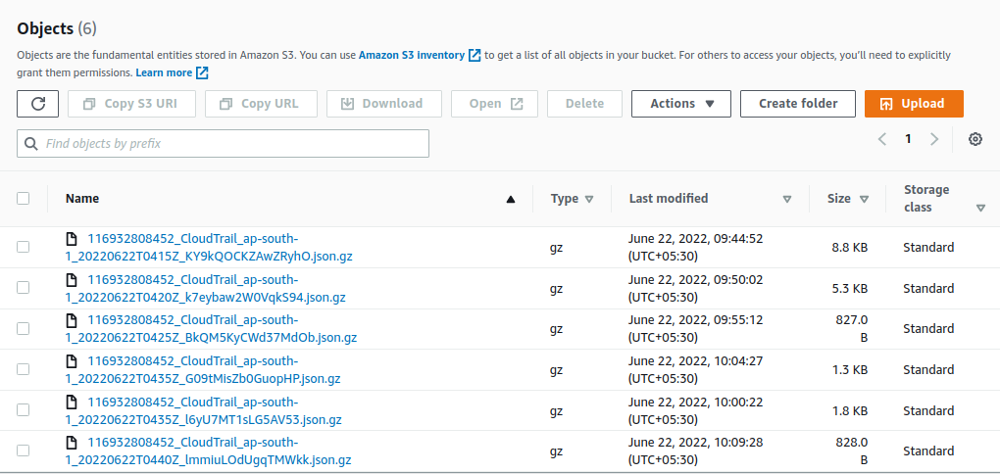 Objects (6)
Objects are the fundamental entities stored in Amazon S3. You can use Amazon S3 inventory to get a list of all objects in your bucket. For others to access your objects, you'll need to explicitly
grant them permissions. Learn more
Copy S3 URI Copy URL Download Open Delete Actions Create folder Upload
Find objects by prefix
1
Name Type Last modified Size Storage
class
116932808452_CloudTrail_ap-south-
1_20220622T0415Z_KY9kQOCKZAwZRyhO.json.gz
gz
June 22, 2022, 09:44:52
(UTC+05:30)
8.8 KB
Standard
116932808452_CloudTrail_ap-south-
1_20220622T0420Z_k7eybaw2W0VqkS94.json.gz
gz
June 22, 2022, 09:50:02
(UTC+05:30)
5.3 KB
Standard
116932808452_CloudTrail_ap-south-
1_20220622T0425Z_BkQM5KyCWd37MdOb.json.gz
gz
June 22, 2022, 09:55:12
(UTC+05:30)
827.0
B
Standard
116932808452_CloudTrail_ap-south-
1_20220622T0435Z_G09tMisZb0GuopHP.json.gz
gz
June 22, 2022, 10:04:27
(UTC+05:30)
1.3 KB
Standard
116932808452_CloudTrail_ap-south-
1_20220622T0435Z_l6yU7MT1sLG5AV53.json.gz
gz
June 22, 2022, 10:00:22
(UTC+05:30)
1.8 KB
Standard
116932808452_CloudTrail_ap-south-
1_20220622T0440Z_lmmiuLOdUgqTMWkk.json.gz
gz
June 22, 2022, 10:09:28
(UTC+05:30)
828.0
B
Standard